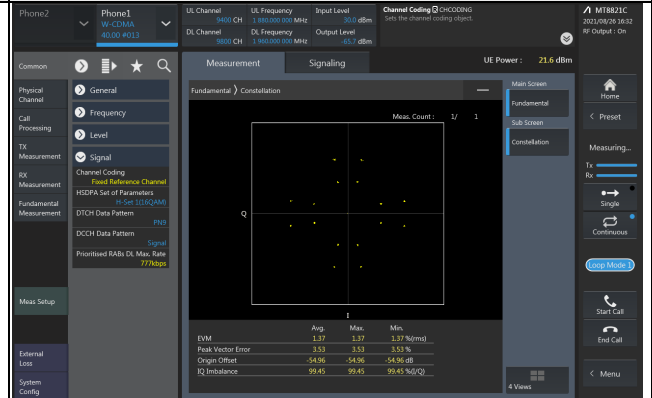 Phone2
Phone1
W-CDMA
40.00 #013
UL Channel
9400 CH
UL Frequency
1 880.000 000 MHz
Input Level
30.0 dBm
DL Channel
9800 CH
DL Frequency
1 960.000 000 MHz
Output Level
-65.7 dBm
Channel Coding CHCODING
Sets the channel coding object.
MT8821C
2021/08/26 16:32
RF Output : On
Common
Measurement
Signaling
UE Power : 21.6 dBm
Physical
Channel
Call
Processing
TX
Measurement
RX
Measurement
Fundamental
Measurement
Meas Setup
External
Loss
System
Config
General
Frequency
Level
Signal
Channel Coding
Fixed Reference Channel
HSDPA Set of Parameters
H-Set 1(16QAM)
DTCH Data Pattern
PN9
DCCH Data Pattern
Signal
Prioritised RABs DL Max. Rate
777kbps
Fundamental ❭ Constellation
Meas. Count : 1/ 1
Q
I
Avg. Max. Min.
EVM 1.37 1.37 1.37 %(rms)
Peak Vector Error 3.53 3.53 3.53 %
Origin Offset -54.96 -54.96 -54.96 dB
IQ Imbalance 99.45 99.45 99.45 %(I/Q)
Main Screen
Fundamental
Sub Screen
Constellation
4 Views
Home
Preset
Measuring...
Tx
Rx
Single
Continuous
Loop Mode 1
Start Call
End Call
Menu